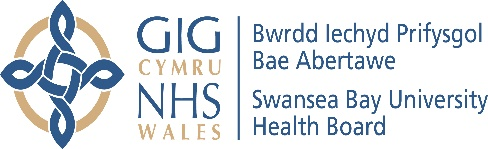 GIG
CYMRU
NHS
WALES
Bwrdd Iechyd Prifysgol
Bae Abertawe
Swansea Bay University
Health Board